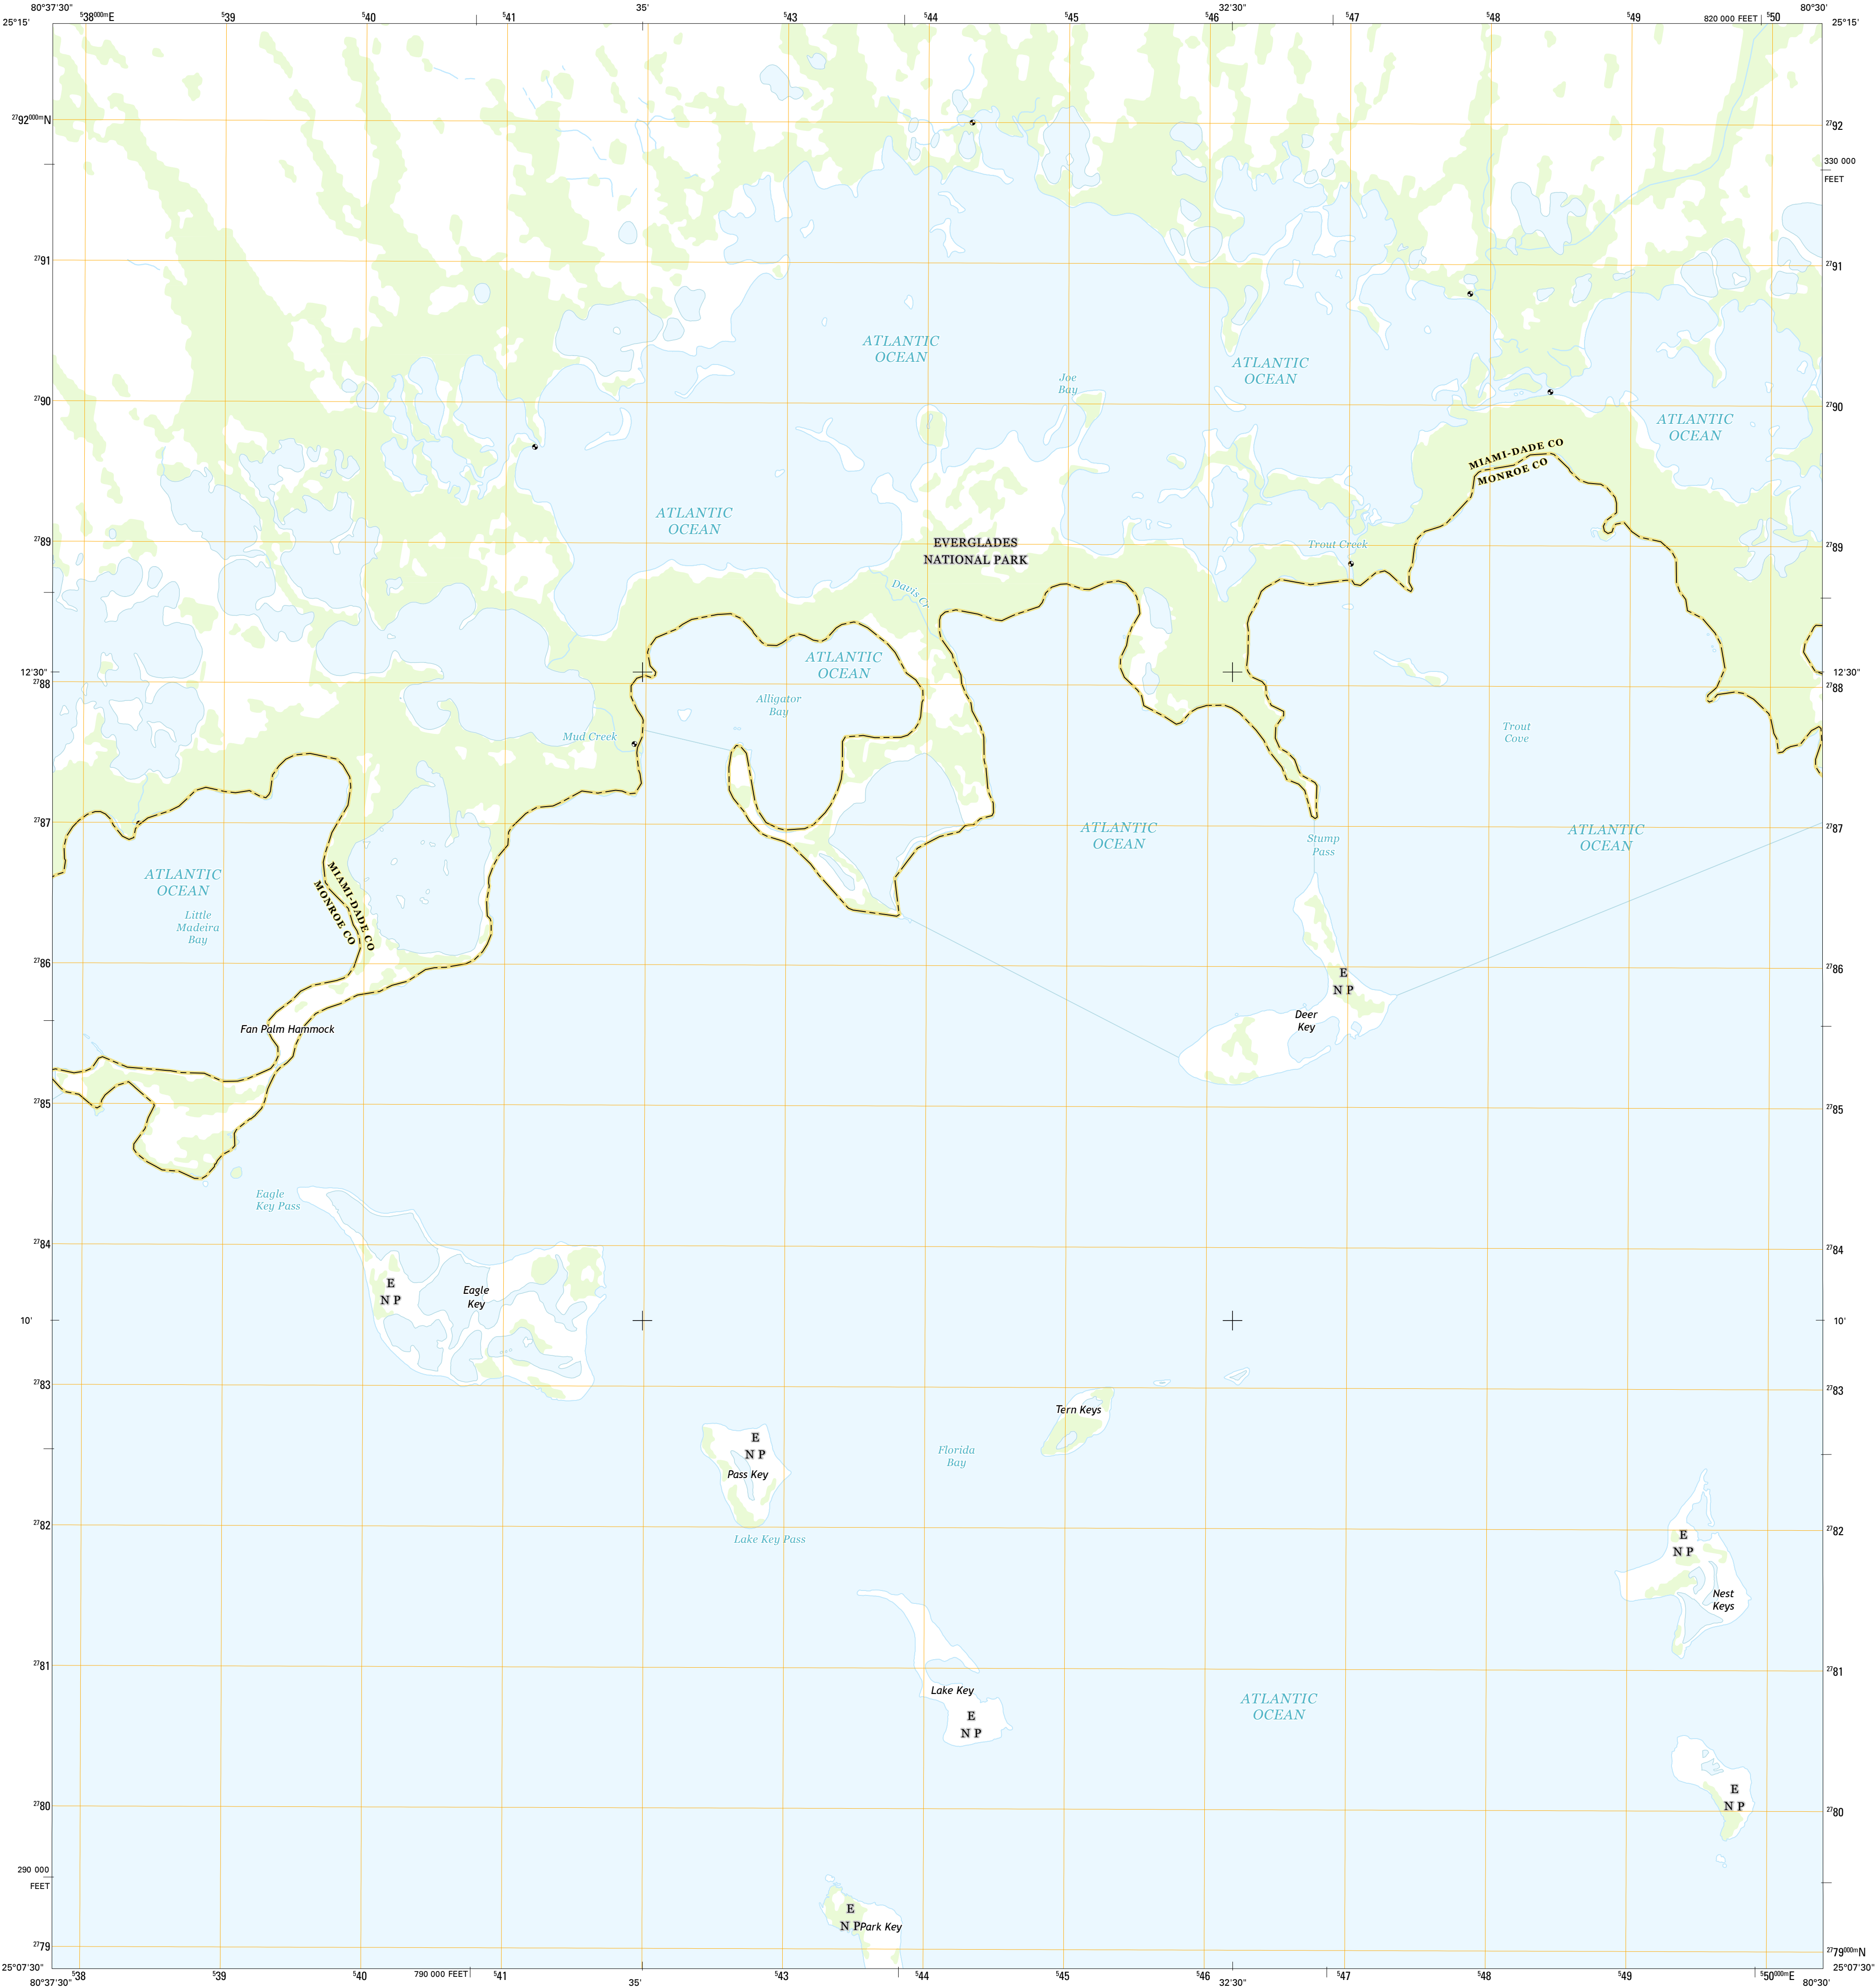 80°37'30"
⁵38⁰⁰⁰ᵐE
⁵39
⁵40
⁵41
35'
⁵43
⁵44
⁵45
⁵46
32'30"
⁵47
⁵48
⁵49
820 000 FEET
⁵50
80°30'
25°15'
25°15'
²⁷92⁰⁰⁰ᵐN
²⁷92
330 000
FEET
²⁷91
²⁷91
ATLANTIC
OCEAN
ATLANTIC
OCEAN
Joe
Bay
²⁷90
²⁷90
ATLANTIC
OCEAN
MIAMI-DADE CO
MONROE CO
ATLANTIC
OCEAN
EVERGLADES
NATIONAL PARK
Trout Creek
²⁷89
²⁷89
Davis Cr
ATLANTIC
OCEAN
12'30"
12'30"
²⁷88
²⁷88
Alligator
Bay
Trout
Cove
Mud Creek
²⁷87
²⁷87
ATLANTIC
OCEAN
ATLANTIC
OCEAN
Stump
Pass
ATLANTIC
OCEAN
MIAMI-DADE CO
MONROE CO
Little
Madeira
Bay
²⁷86
²⁷86
E
N P
Deer
Key
Fan Palm Hammock
²⁷85
²⁷85
Eagle
Key Pass
²⁷84
²⁷84
E
N P
Eagle
Key
10'
10'
²⁷83
²⁷83
Tern Keys
E
N P
Pass Key
Florida
Bay
²⁷82
²⁷82
Lake Key Pass
E
N P
Nest
Keys
²⁷81
²⁷81
Lake Key
E
N P
ATLANTIC
OCEAN
²⁷80
²⁷80
E
N P
290 000
FEET
E
N P
Park Key
²⁷79
²⁷79⁰⁰⁰ᵐN
25°07'30"
25°07'30"
80°37'30"
⁵38
⁵39
⁵40
790 000 FEET
⁵41
35'
⁵43
⁵44
⁵45
⁵46
32'30"
⁵47
⁵48
⁵49
⁵50⁰⁰⁰ᵐE
80°30'